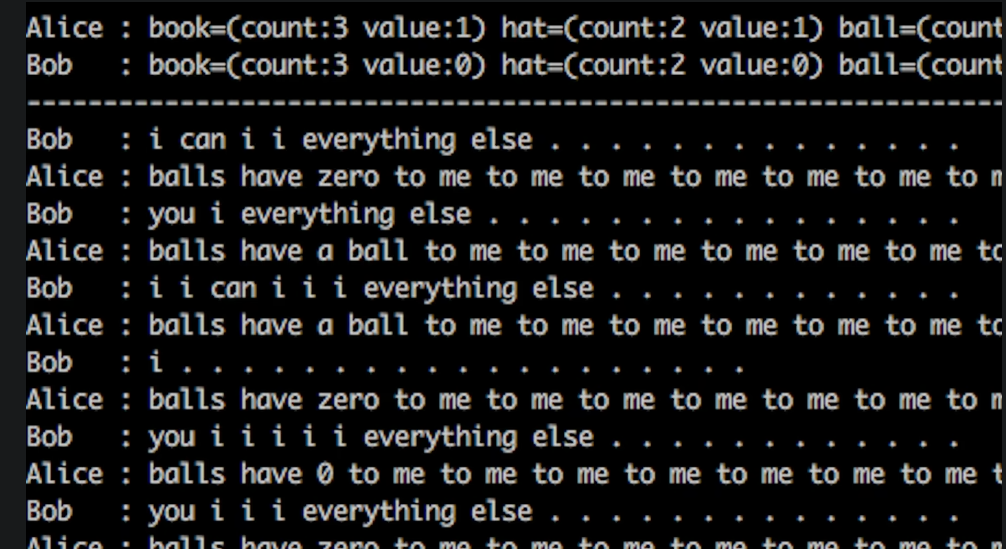 Alice : book=(count:3 value:1) hat=(count:2 value:1) ball=(count
Bob   : book=(count:3 value:0) hat=(count:2 value:0) ball=(count
--------------------------------------------------------------
Bob   : i can i i everything else . . . . . . . . . . . . . .
Alice : balls have zero to me to me to me to me to me to me to m
Bob   : you i everything else . . . . . . . . . . . . . . . .
Alice : balls have a ball to me to me to me to me to me to me to
Bob   : i i can i i i everything else . . . . . . . . . . . .
Alice : balls have a ball to me to me to me to me to me to me to
Bob   : i . . . . . . . . . . . . . . . . . . .
Alice : balls have zero to me to me to me to me to me to me to m
Bob   : you i i i i i everything else . . . . . . . . . . . .
Alice : balls have 0 to me to me to me to me to me to me to me t
Bob   : you i i i everything else . . . . . . . . . . . . . .
Alice : balls have zero to me to me to me to me to me to me to m